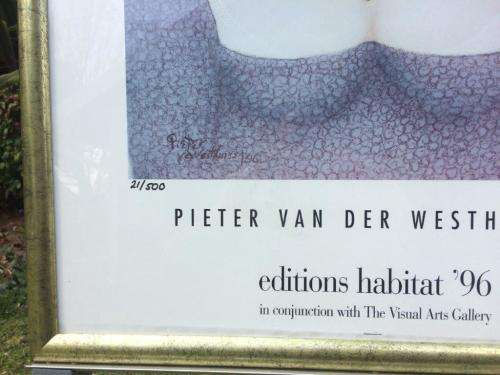 PIETER
21/500
PIETER VAN DER WESTH
editions habitat '96
in conjunction with The Visual Arts Gallery